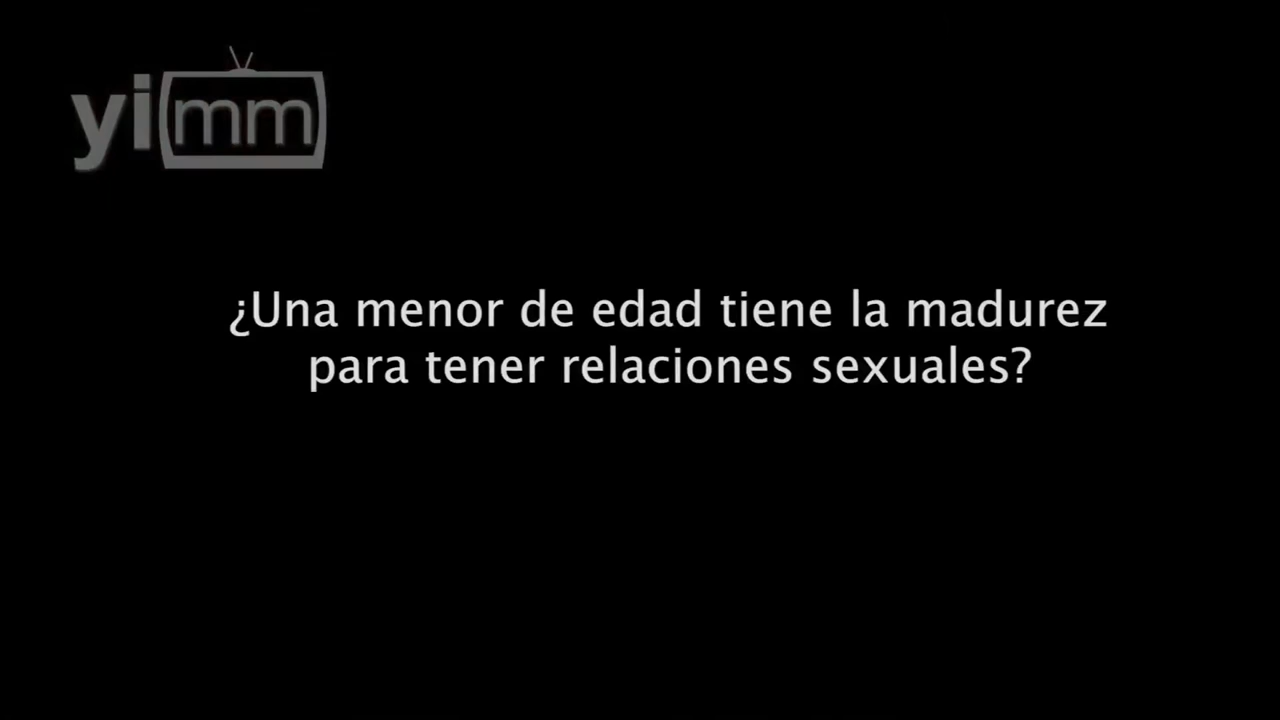 yimm
¿Una menor de edad tiene la madurez
para tener relaciones sexuales?